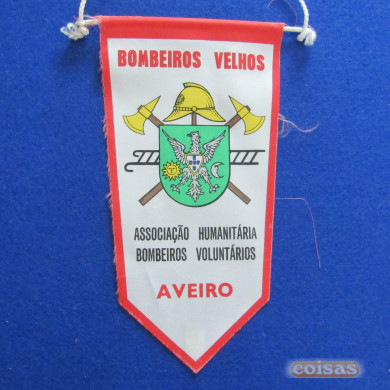 BOMBEIROS VELHOS
ASSOCIAÇÃO HUMANITÁRIA
BOMBEIROS VOLUNTÁRIOS
AVEIRO
coisas